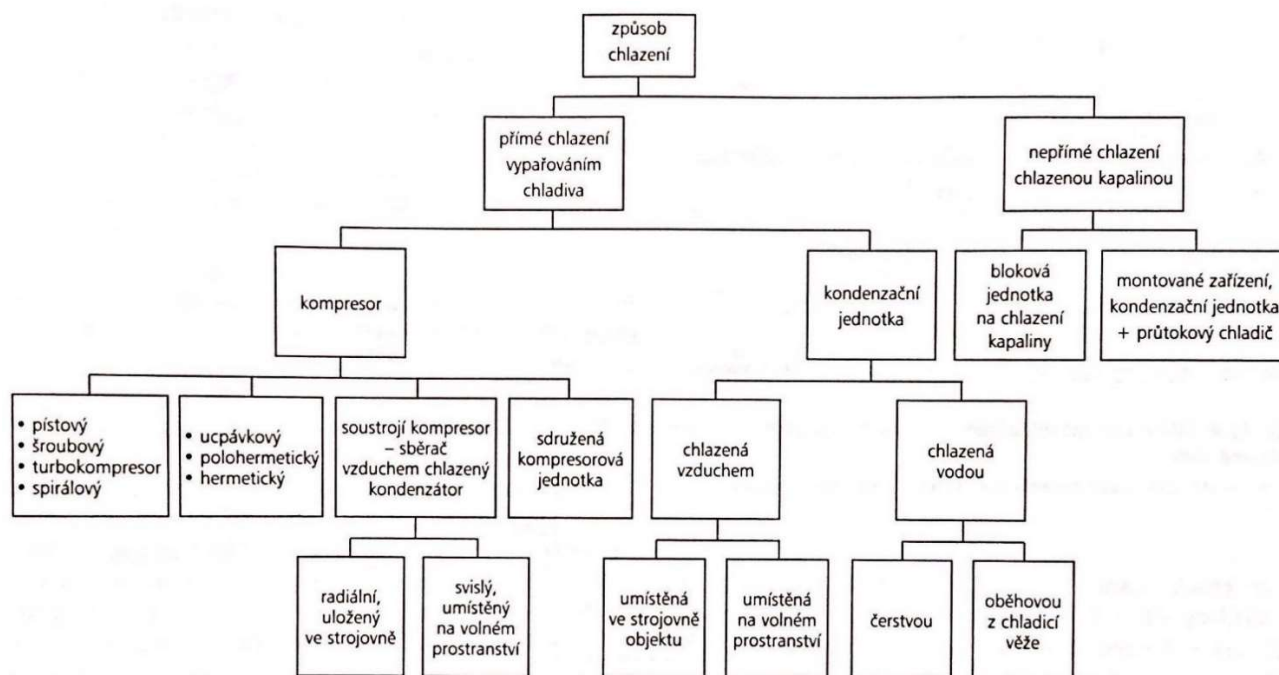 způsob
chlazení
přímé chlazení
vypařováním
chladiva
nepřímé chlazení
chlazenou kapalinou
kompresor
kondenzační
jednotka
bloková
jednotka
na chlazení
kapaliny
montované zařízení,
kondenzační jednotka
+ průtokový chladič
• pístový
• šroubový
• turbokompresor
• spirálový
• ucpávkový
• polohermetický
• hermetický
soustrojí kompresor
– sběrač
vzduchem chlazený
kondenzátor
sdružená
kompresorová
jednotka
chlazená
vzduchem
chlazená
vodou
radiální,
uložený
ve strojovně
svislý,
umístěný
na volném
prostranství
umístěná
ve strojovně
objektu
umístěná
na volném
prostranství
čerstvou
oběhovou
z chladicí
věže